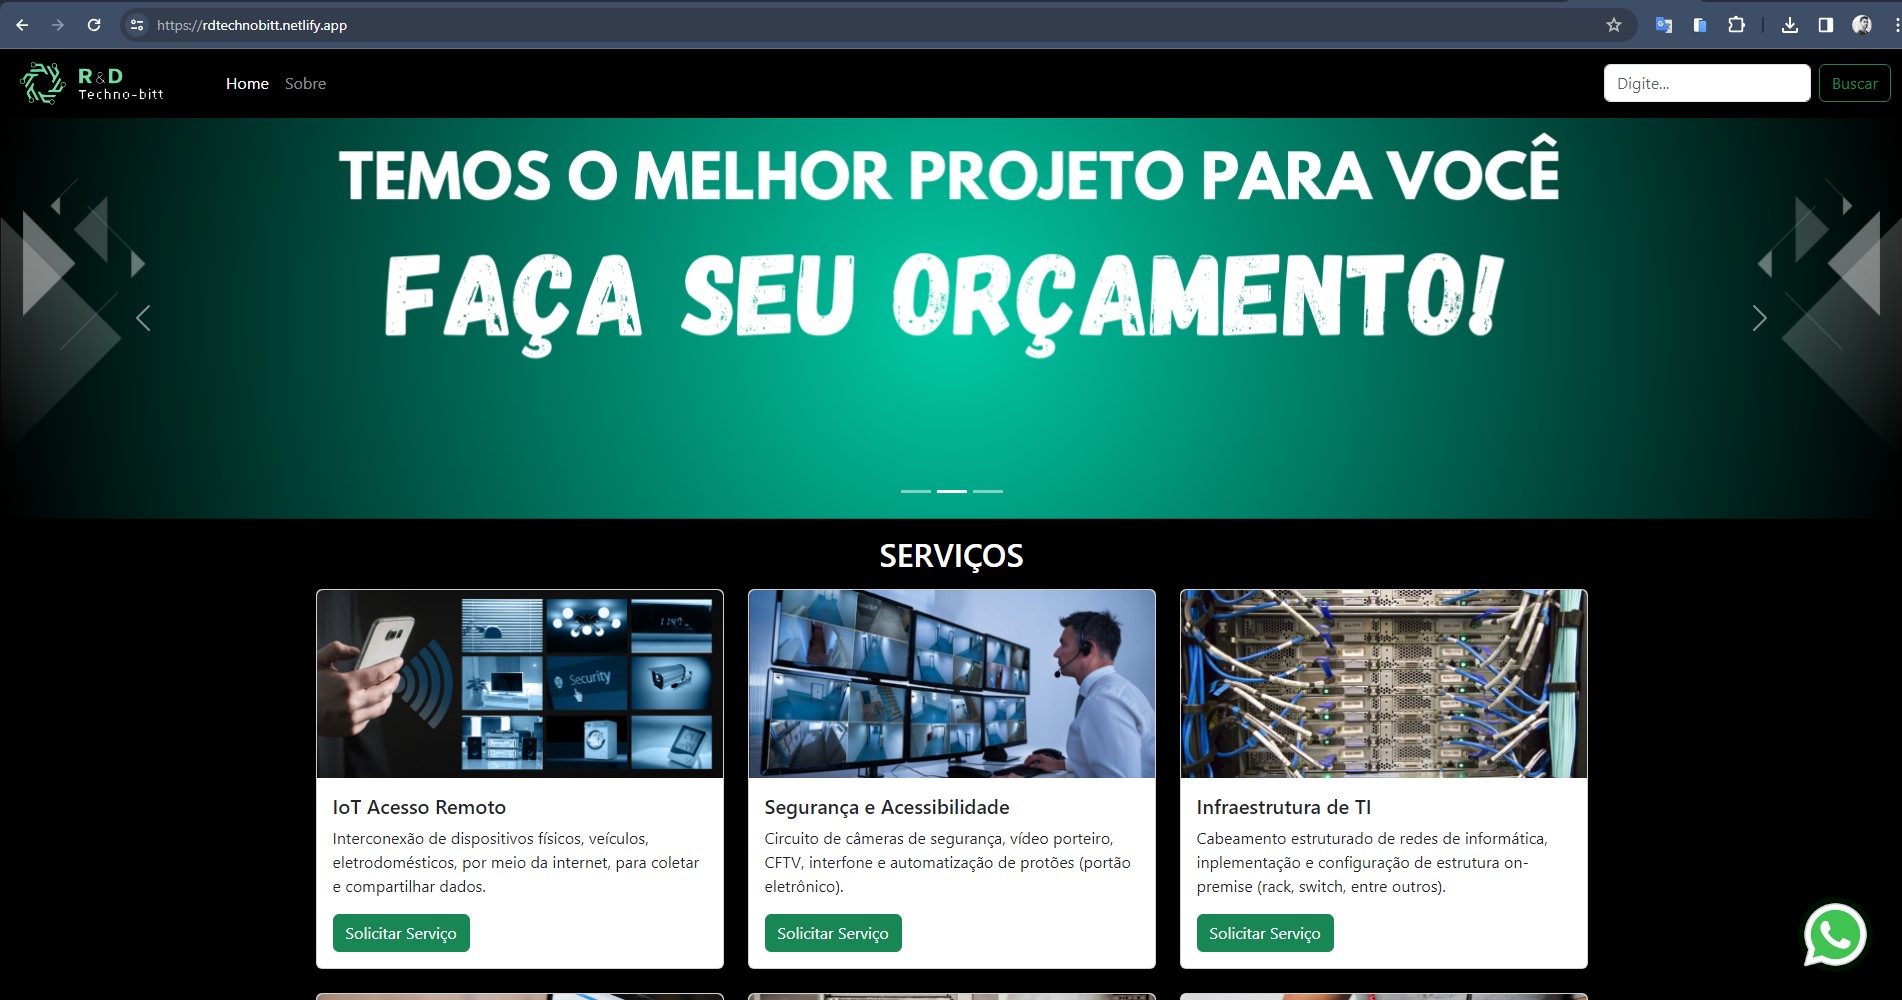 https://rdtechnobitt.netlify.app
R&D
Techno-bitt
Home
Sobre
Digite...
Buscar
TEMOS O MELHOR PROJETO PARA VOCÊ
FAÇA SEU ORÇAMENTO!
SERVIÇOS
1:47
Security
IoT Acesso Remoto
Interconexão de dispositivos físicos, veículos,
eletrodomésticos, por meio da internet, para coletar
e compartilhar dados.
Solicitar Serviço
Segurança e Acessibilidade
Circuito de câmeras de segurança, vídeo porteiro,
CFTV, interfone e automatização de protões (portão
eletrônico).
Solicitar Serviço
Infraestrutura de TI
Cabeamento estruturado de redes de informática,
inplementação e configuração de estrutura on-
premise (rack, switch, entre outros).
Solicitar Serviço